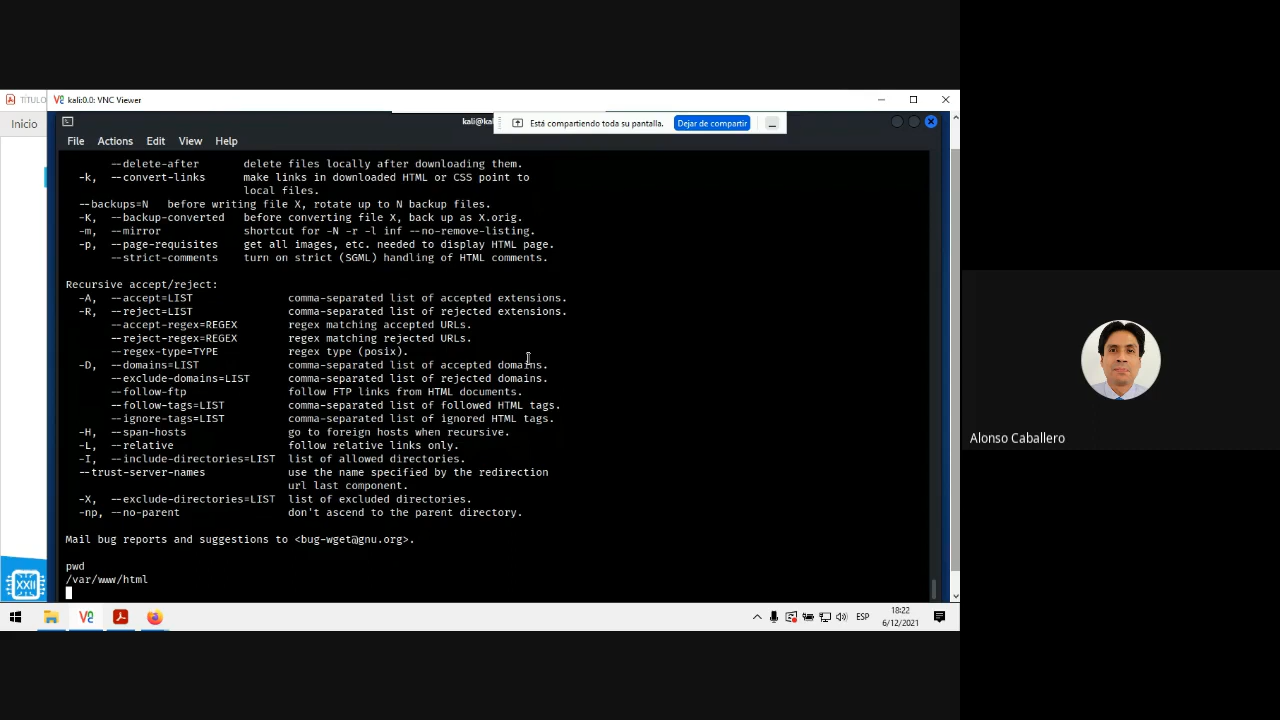 TÍTULO
kali:0.0: VNC Viewer
Inicio
kali@kal
Está compartiendo toda su pantalla.
Dejar de compartir
File Actions Edit View Help
--delete-after delete files locally after downloading them.
-k, --convert-links make links in downloaded HTML or CSS point to
local files.
--backups=N before writing file X, rotate up to N backup files.
-K, --backup-converted before converting file X, back up as X.orig.
-m, --mirror shortcut for -N -r -l inf --no-remove-listing.
-p, --page-requisites get all images, etc. needed to display HTML page.
--strict-comments turn on strict (SGML) handling of HTML comments.
Recursive accept/reject:
-A, --accept=LIST comma-separated list of accepted extensions.
-R, --reject=LIST comma-separated list of rejected extensions.
--accept-regex=REGEX regex matching accepted URLs.
--reject-regex=REGEX regex matching rejected URLs.
--regex-type=TYPE regex type (posix).
-D, --domains=LIST comma-separated list of accepted domains.
--exclude-domains=LIST comma-separated list of rejected domains.
--follow-ftp follow FTP links from HTML documents.
--follow-tags=LIST comma-separated list of followed HTML tags.
--ignore-tags=LIST comma-separated list of ignored HTML tags.
-H, --span-hosts go to foreign hosts when recursive.
-L, --relative follow relative links only.
-I, --include-directories=LIST list of allowed directories.
--trust-server-names use the name specified by the redirection
url last component.
-X, --exclude-directories=LIST list of excluded directories.
-np, --no-parent don't ascend to the parent directory.
Mail bug reports and suggestions to <bug-wget@gnu.org>.
pwd
/var/www/html
XXII
ESP
18:22
6/12/2021
Alonso Caballero